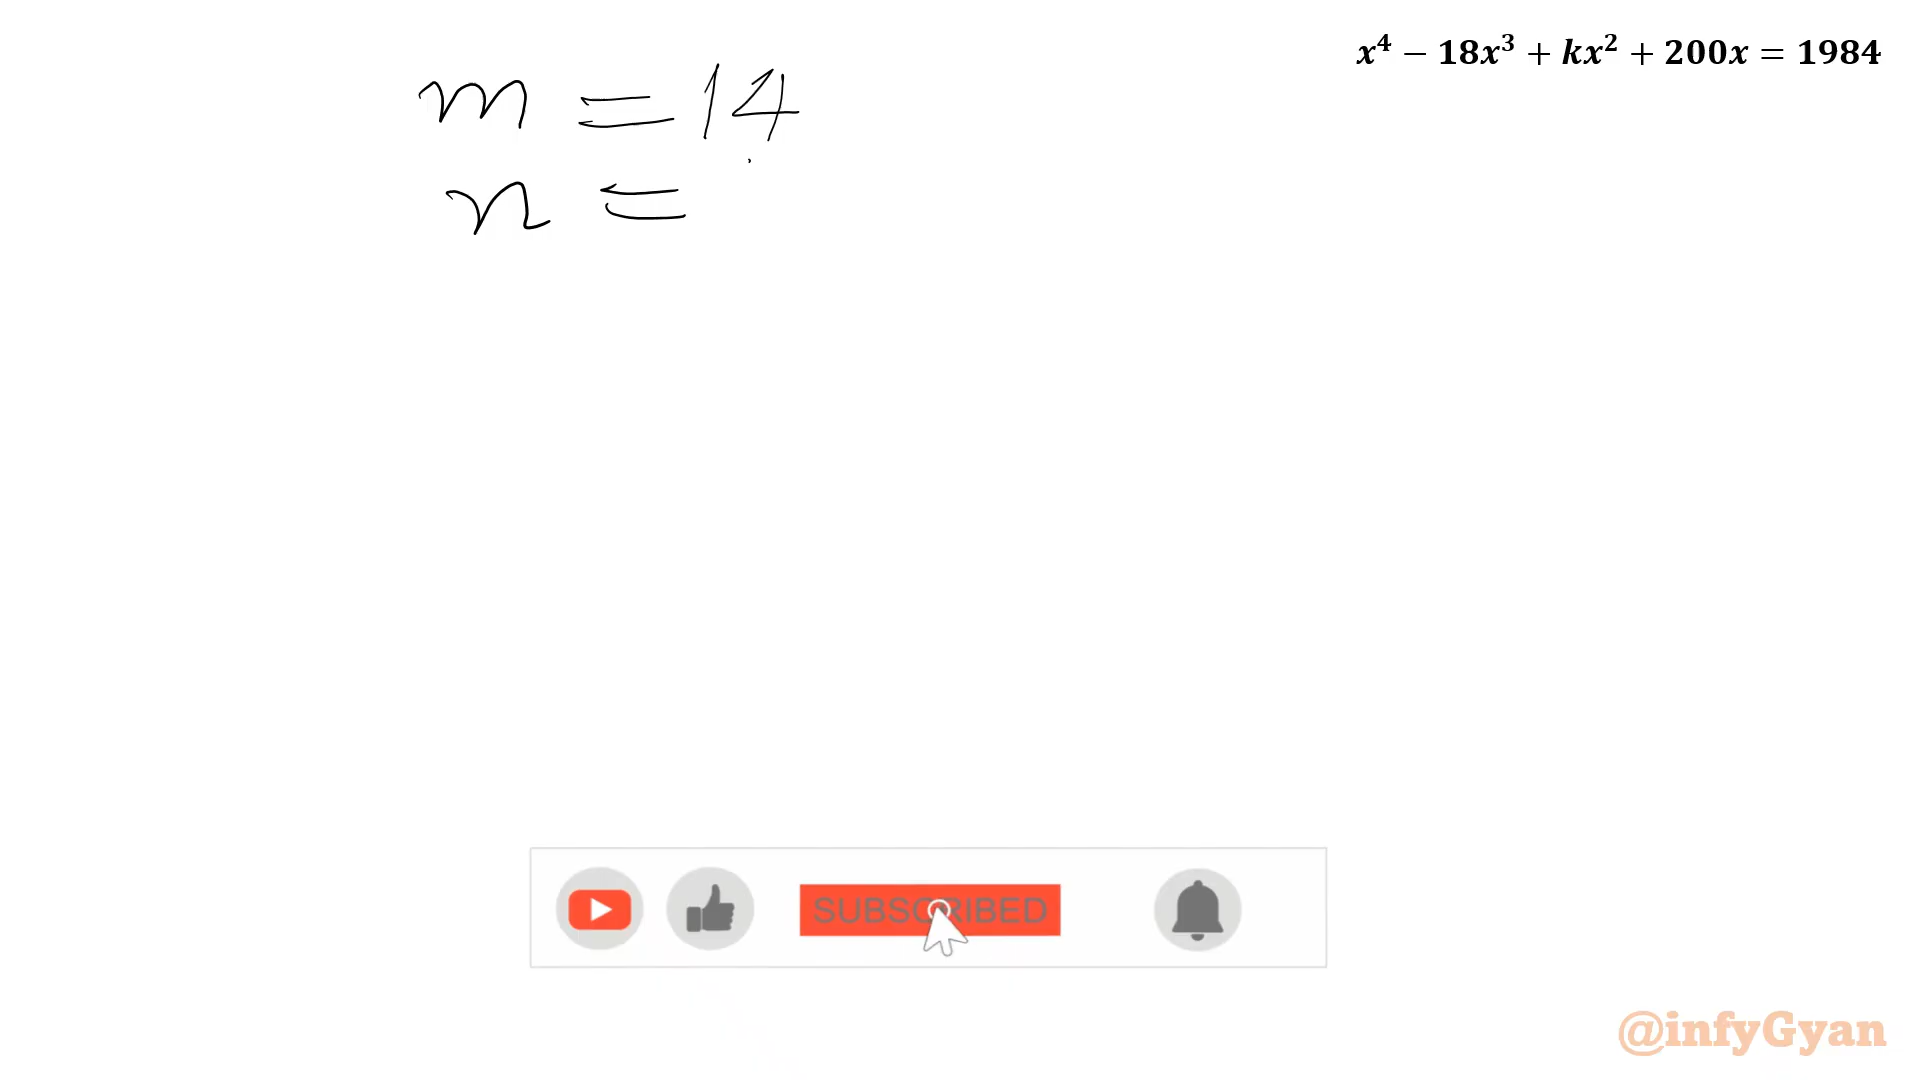 x⁴ − 18x³ + kx² + 200x = 1984
m = 14
n =
SUBSCRIBED
@infyGyan